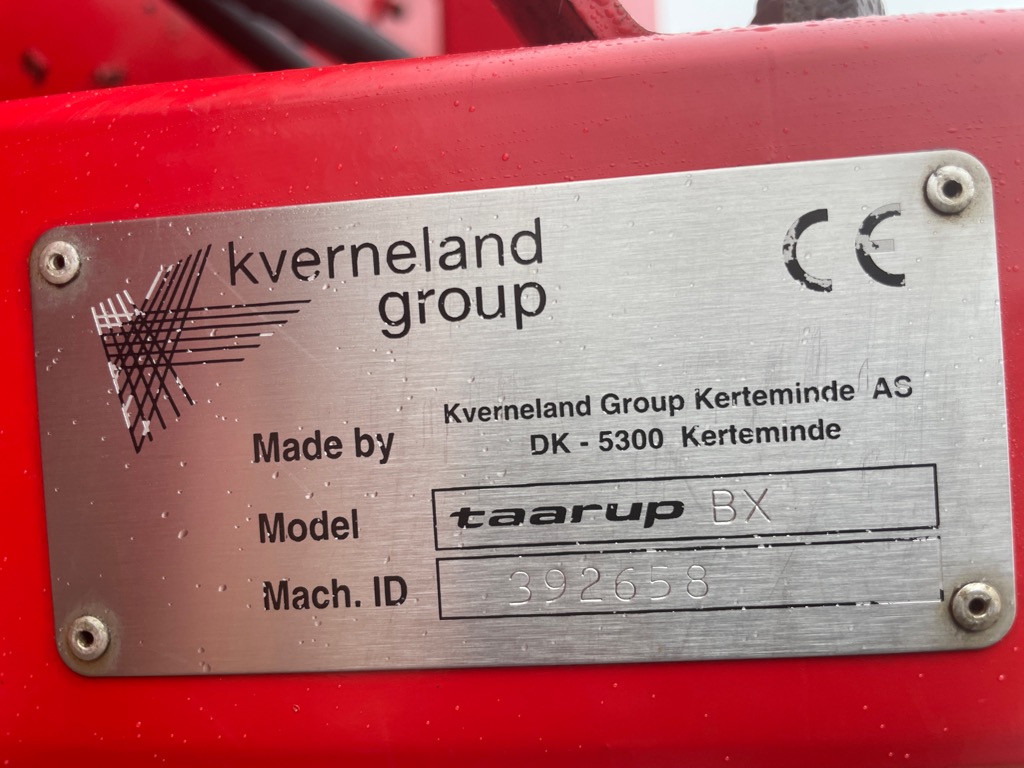 kverneland
group
CE
Made by
Kverneland Group Kerteminde AS
DK - 5300 Kerteminde
Model taarup BX
Mach. ID 392658